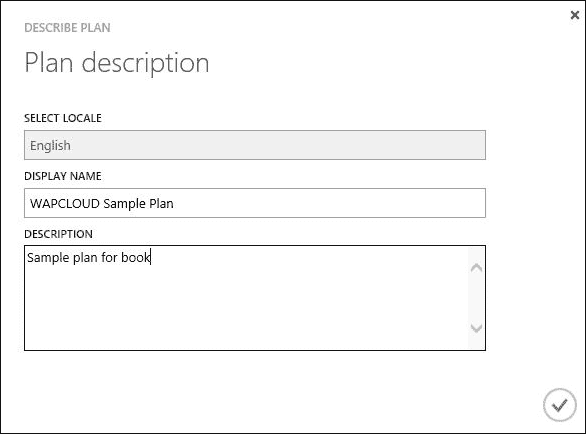 DESCRIBE PLAN
Plan description
SELECT LOCALE
English
DISPLAY NAME
WAPCLOUD Sample Plan
DESCRIPTION
Sample plan for book